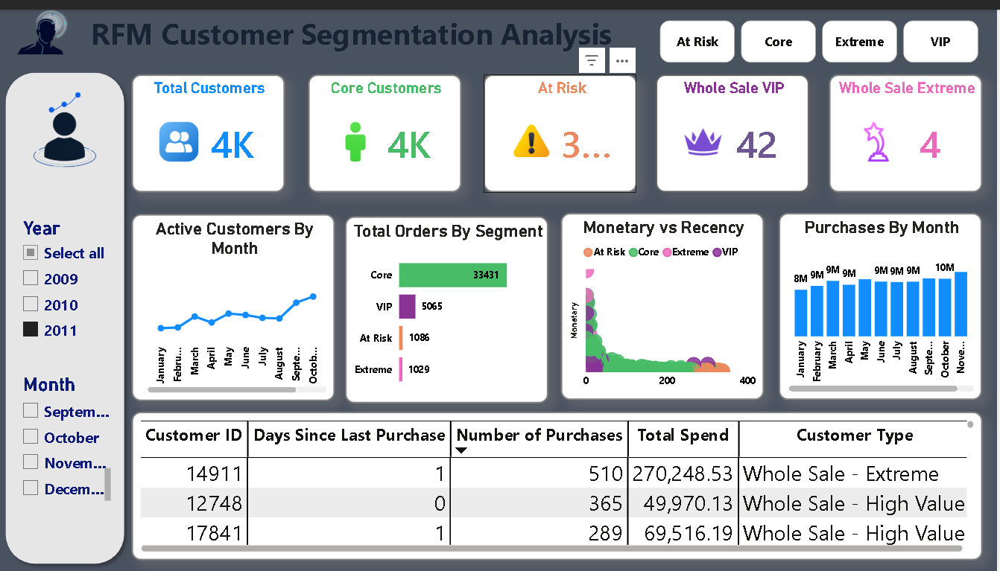 RFM Customer Segmentation Analysis
At Risk
Core
Extreme
VIP
Total Customers
4K
Core Customers
4K
At Risk
3...
Whole Sale VIP
42
Whole Sale Extreme
4
Year
Select all
2009
2010
2011
Month
Septem...
October
Novem...
Decem...
Active Customers By
Month
January
Febru...
March
April
May
June
July
August
Septe...
Octob...
Total Orders By Segment
Core 33431
VIP 5065
At Risk 1086
Extreme 1029
Monetary vs Recency
At Risk Core Extreme VIP
Monetary
0 200 400
Purchases By Month
8M 9M 9M 9M 9M 9M 9M 10M
January
February
March
April
May
June
July
August
Septe...
October
Nove...
Customer ID Days Since Last Purchase Number of Purchases Total Spend Customer Type
14911 1 510 270,248.53 Whole Sale - Extreme
12748 0 365 49,970.13 Whole Sale - High Value
17841 1 289 69,516.19 Whole Sale - High Value